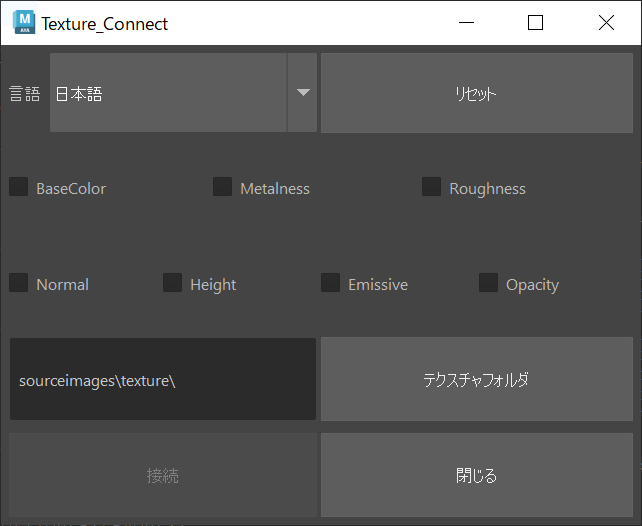 M
AYA
Texture_Connect
言語
日本語
リセット
BaseColor
Metalness
Roughness
Normal
Height
Emissive
Opacity
sourceimages\texture\
テクスチャフォルダ
接続
閉じる